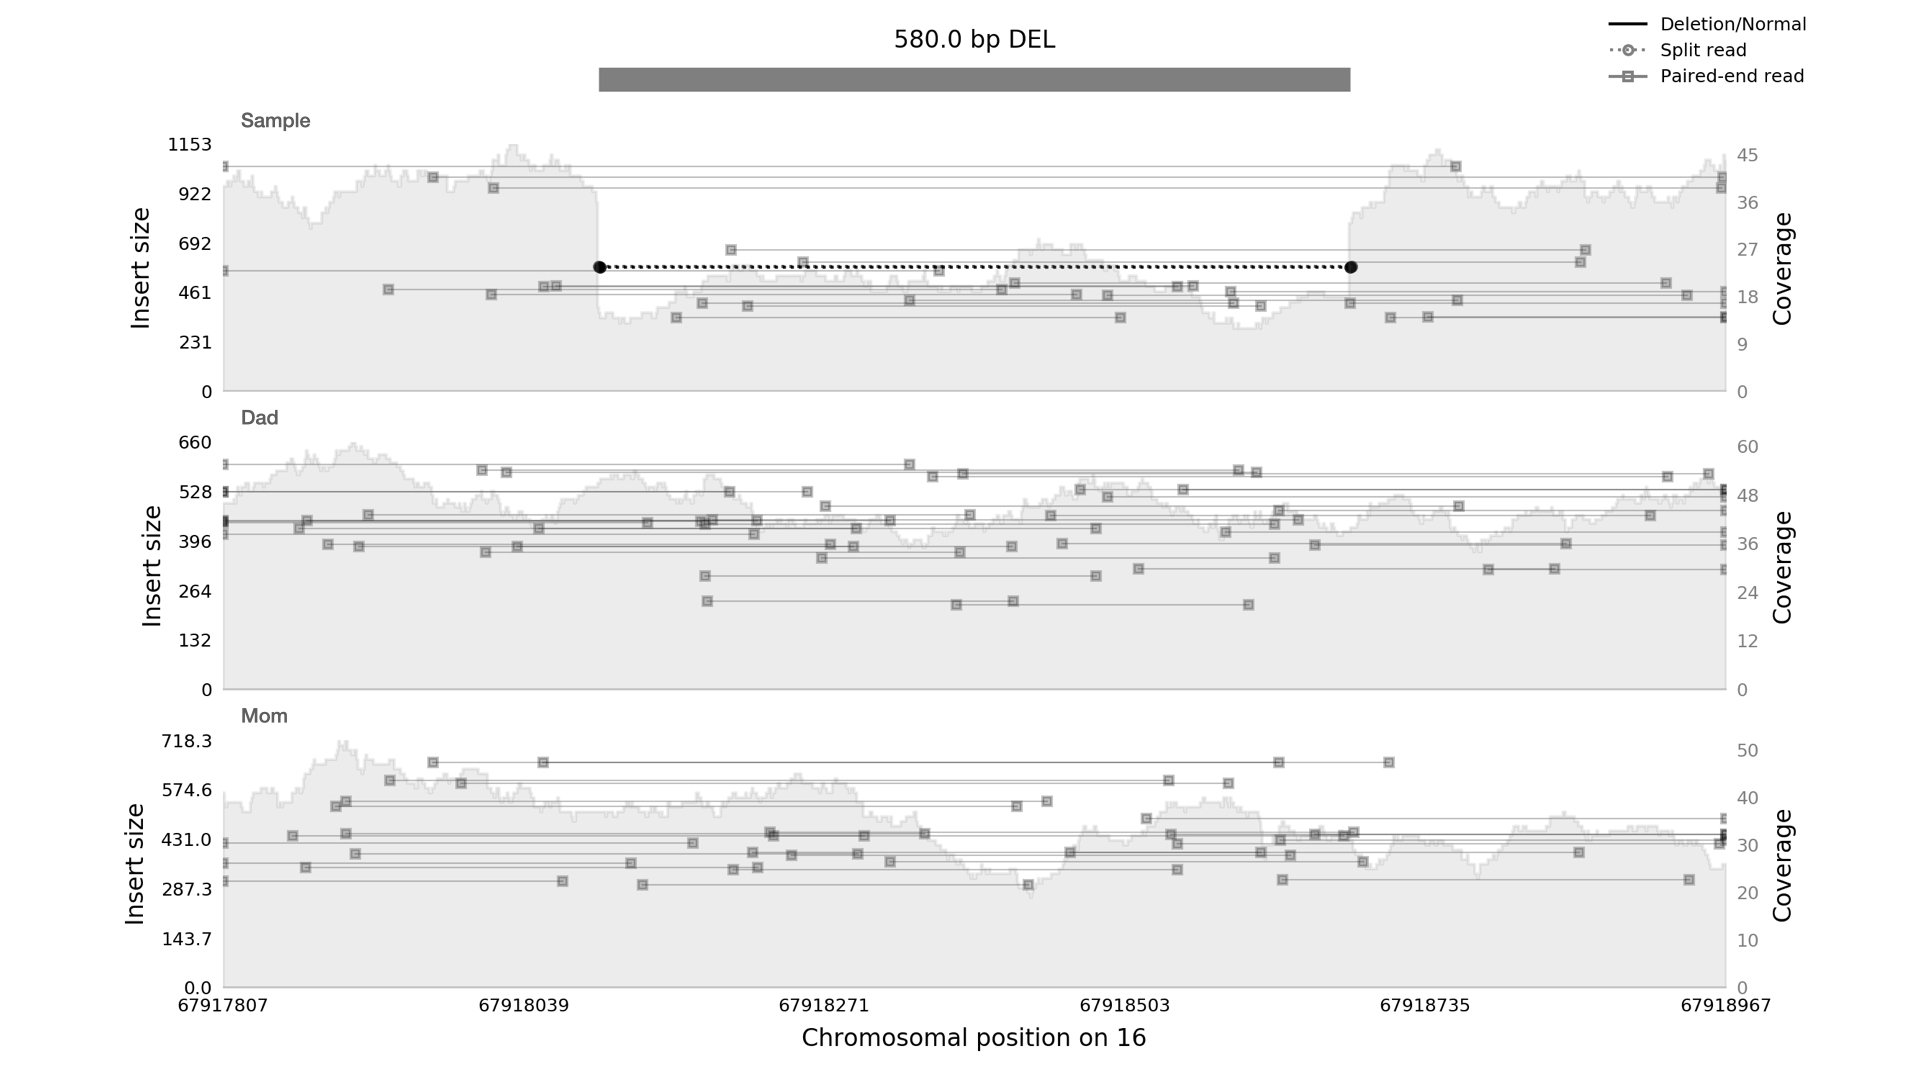 580.0 bp DEL
Deletion/Normal
Split read
Paired-end read
Sample
1153
922
692
461
231
0
Insert size
45
36
27
18
9
0
Coverage
Dad
660
528
396
264
132
0
Insert size
60
48
36
24
12
0
Coverage
Mom
718.3
574.6
431.0
287.3
143.7
0.0
Insert size
50
40
30
20
10
0
Coverage
67917807 67918039 67918271 67918503 67918735 67918967
Chromosomal position on 16